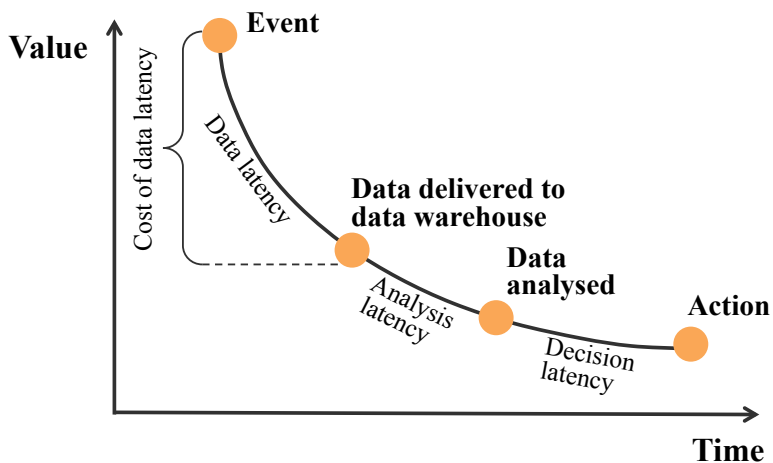 Value
Event
Cost of data latency
Data latency
Data delivered to
data warehouse
Analysis
latency
Data
analysed
Decision
latency
Action
Time